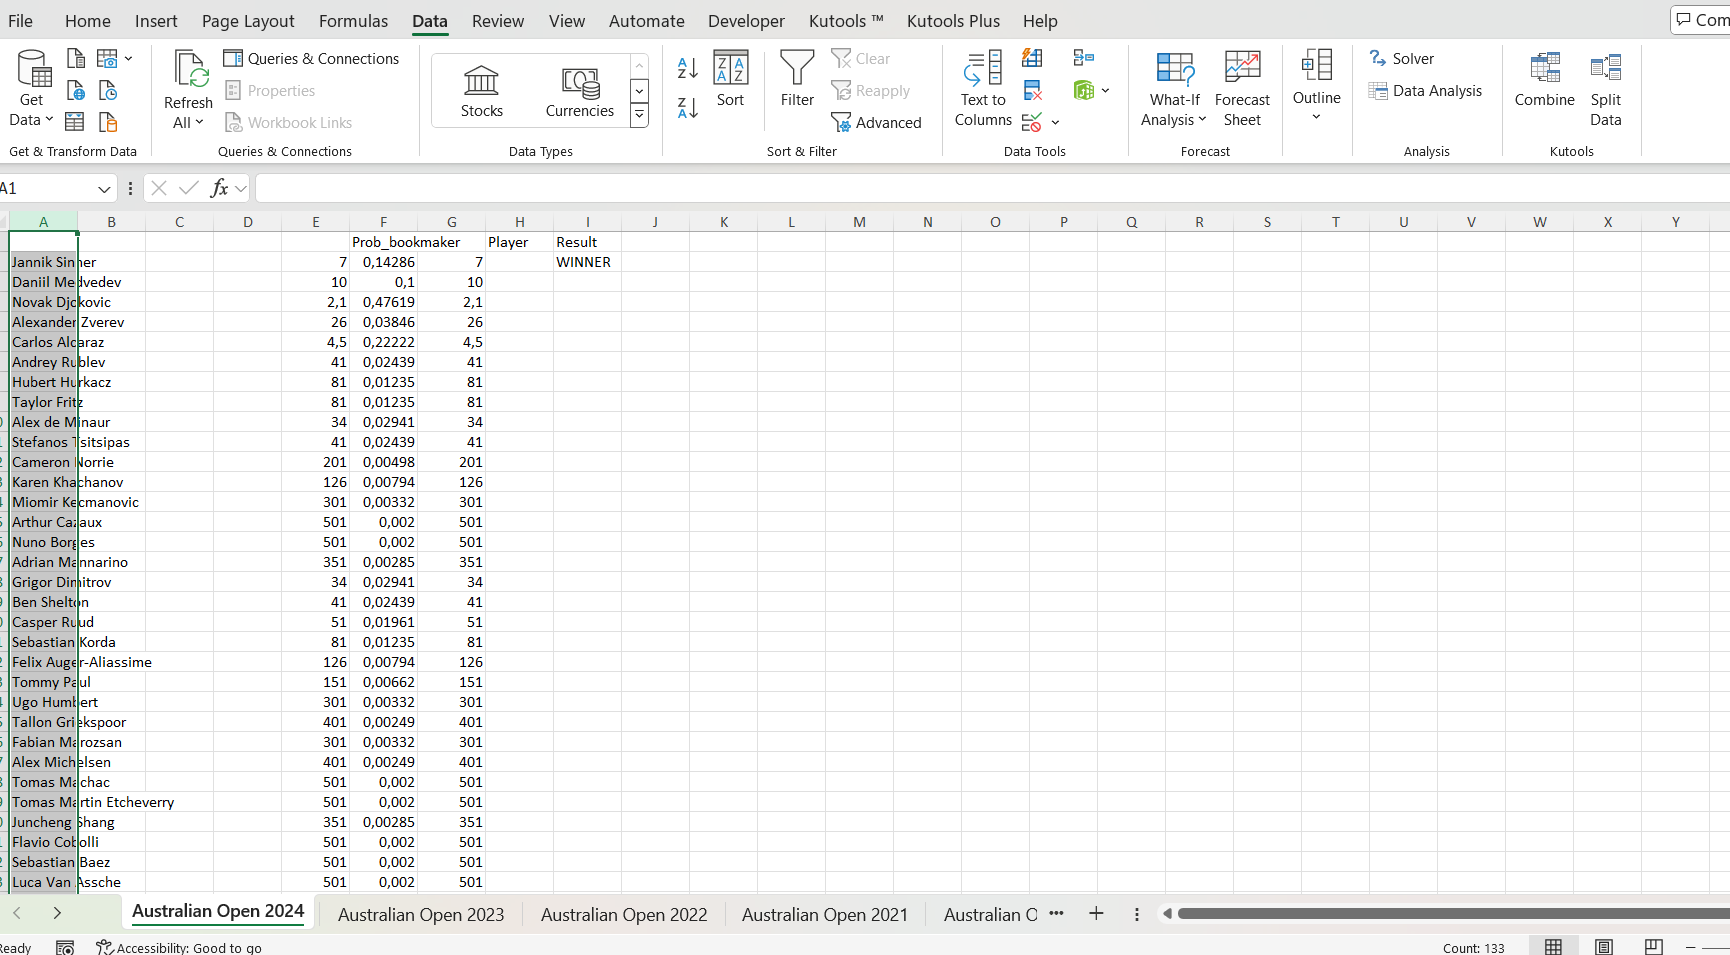 File Home Insert Page Layout Formulas Data Review View Automate Developer Kutools ™ Kutools Plus Help
Get Data
Refresh All
Queries & Connections
Properties
Workbook Links
Stocks Currencies
Sort
Filter
Clear
Reapply
Advanced
Text to Columns
What-If Analysis
Forecast Sheet
Outline
Solver
Data Analysis
Combine
Split Data
Get & Transform Data Queries & Connections Data Types Sort & Filter Data Tools Forecast Analysis Kutools
A1 fx
A B C D E F G H I J K L M N O P Q R S T U V W X Y
Prob_bookmaker Player Result
Jannik Sinner 7 0,14286 7 WINNER
Daniil Medvedev 10 0,1 10
Novak Djokovic 2,1 0,47619 2,1
Alexander Zverev 26 0,03846 26
Carlos Alcaraz 4,5 0,22222 4,5
Andrey Rublev 41 0,02439 41
Hubert Hurkacz 81 0,01235 81
Taylor Fritz 81 0,01235 81
Alex de Minaur 34 0,02941 34
Stefanos Tsitsipas 41 0,02439 41
Cameron Norrie 201 0,00498 201
Karen Khachanov 126 0,00794 126
Miomir Kecmanovic 301 0,00332 301
Arthur Cazaux 501 0,002 501
Nuno Borges 501 0,002 501
Adrian Mannarino 351 0,00285 351
Grigor Dimitrov 34 0,02941 34
Ben Shelton 41 0,02439 41
Casper Ruud 51 0,01961 51
Sebastian Korda 81 0,01235 81
Felix Auger-Aliassime 126 0,00794 126
Tommy Paul 151 0,00662 151
Ugo Humbert 301 0,00332 301
Tallon Griekspoor 401 0,00249 401
Fabian Marozsan 301 0,00332 301
Alex Michelsen 401 0,00249 401
Tomas Machac 501 0,002 501
Tomas Martin Etcheverry 501 0,002 501
Juncheng Shang 351 0,00285 351
Flavio Cobolli 501 0,002 501
Sebastian Baez 501 0,002 501
Luca Van Assche 501 0,002 501
Australian Open 2024 Australian Open 2023 Australian Open 2022 Australian Open 2021 Australian O
Accessibility: Good to go Count: 133